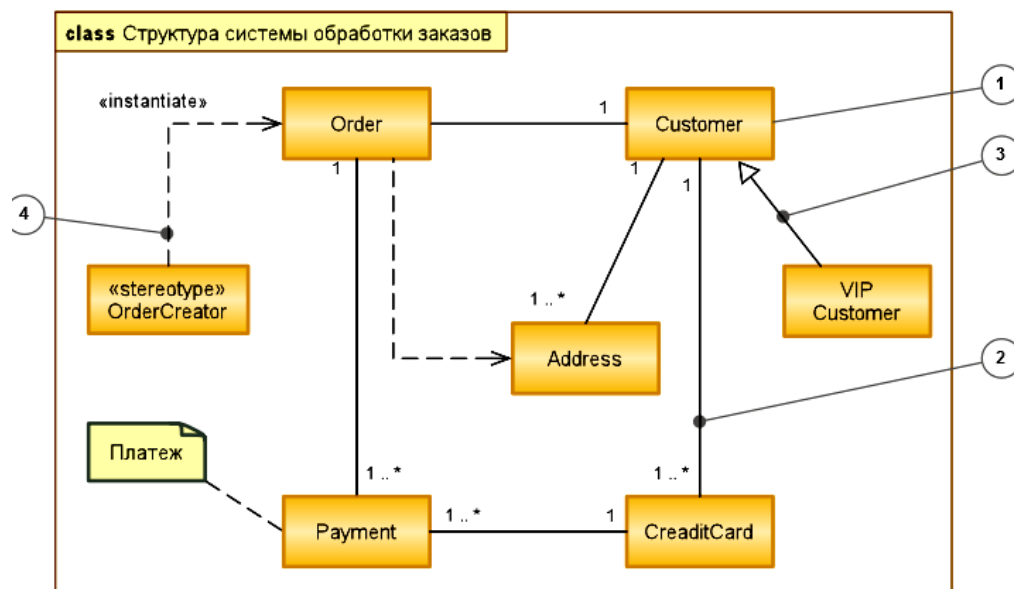 class Структура системы обработки заказов
1
«instantiate»
Order
1
Customer
3
1
1
1
4
«stereotype»
OrderCreator
VIP
Customer
1 .. *
Address
2
Платеж
1 .. *
1 .. *
Payment
1 .. *
1
CreaditCard